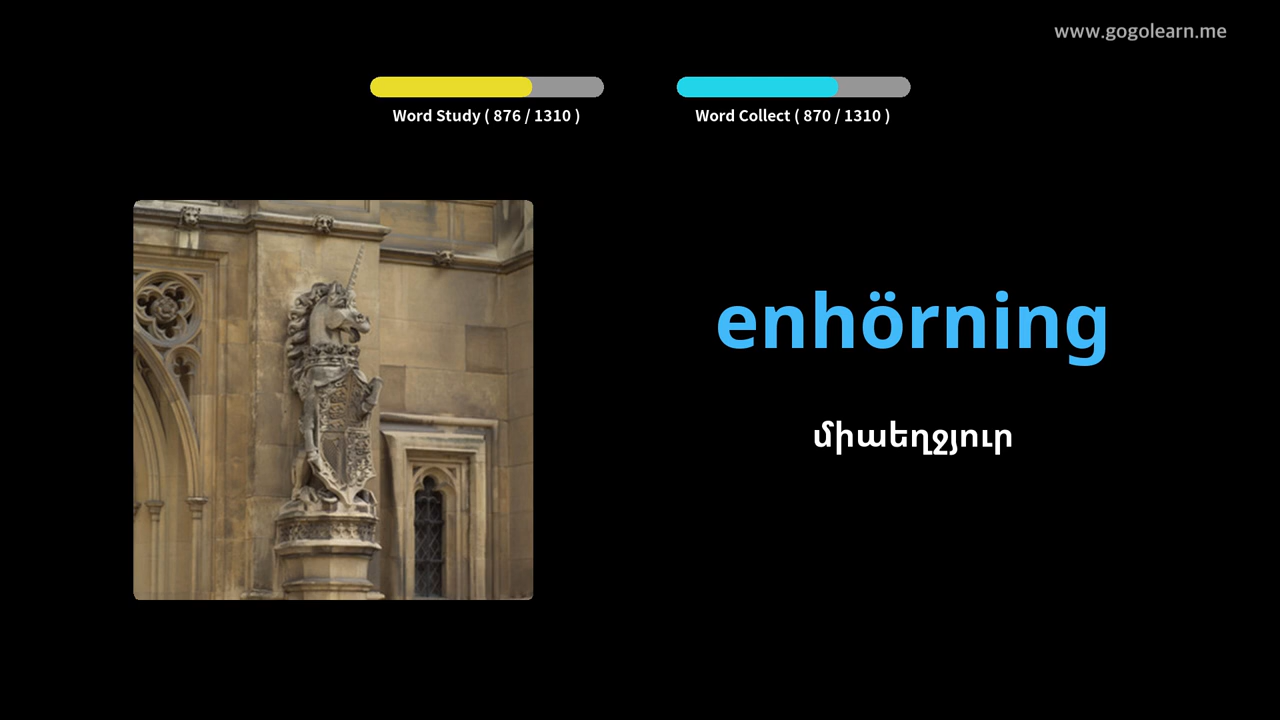 www.gogolearn.me
Word Study ( 876 / 1310 )
Word Collect ( 870 / 1310 )
enhörning
միաեղջյուր